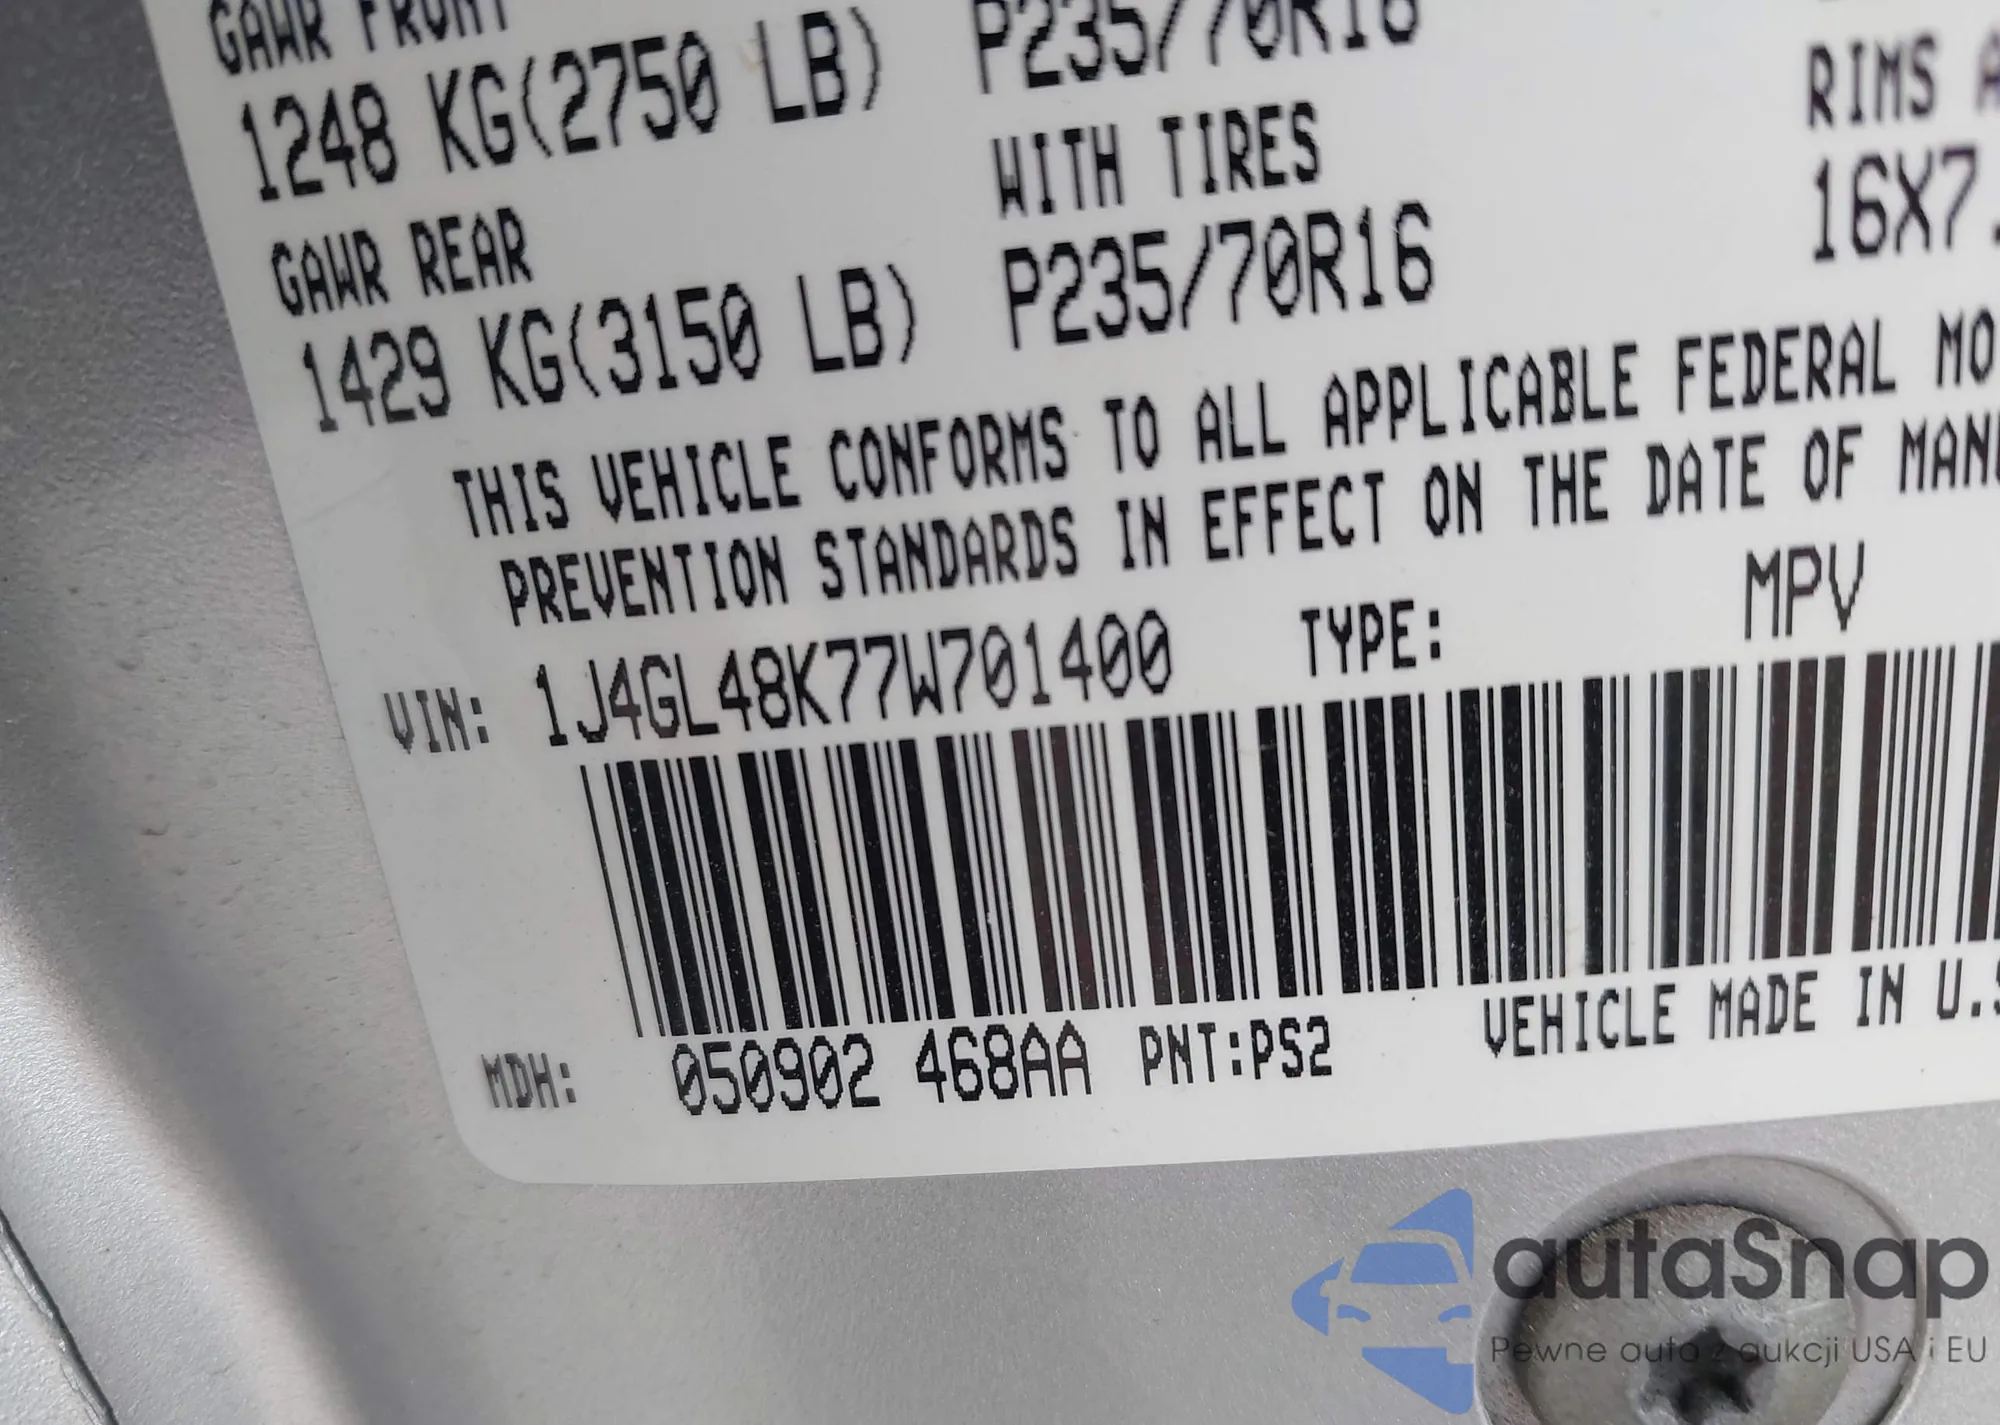 GAWR FRONT
1248 KG(2750 LB) P235/70R16
WITH TIRES RIMS A
GAWR REAR
1429 KG(3150 LB) P235/70R16 16X7.
THIS VEHICLE CONFORMS TO ALL APPLICABLE FEDERAL MO
PREVENTION STANDARDS IN EFFECT ON THE DATE OF MANU
VIN: 1J4GL48K77W701400 TYPE: MPV
MDH: 050902 468AA PNT:PS2 VEHICLE MADE IN U.S
autaSnap
Pewne auta z aukcji USA i EU